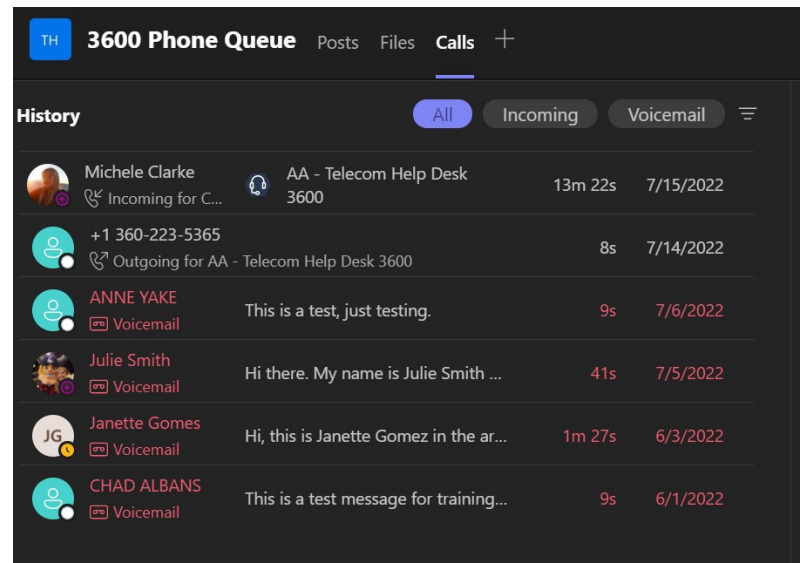 TH 3600 Phone Queue Posts Files Calls
History All Incoming Voicemail
Michele Clarke
Incoming for C...
AA - Telecom Help Desk
3600
13m 22s 7/15/2022
+1 360-223-5365
Outgoing for AA - Telecom Help Desk 3600
8s 7/14/2022
ANNE YAKE
Voicemail
This is a test, just testing. 9s 7/6/2022
Julie Smith
Voicemail
Hi there. My name is Julie Smith ... 41s 7/5/2022
Janette Gomes
JG
Voicemail
Hi, this is Janette Gomez in the ar... 1m 27s 6/3/2022
CHAD ALBANS
Voicemail
This is a test message for training... 9s 6/1/2022